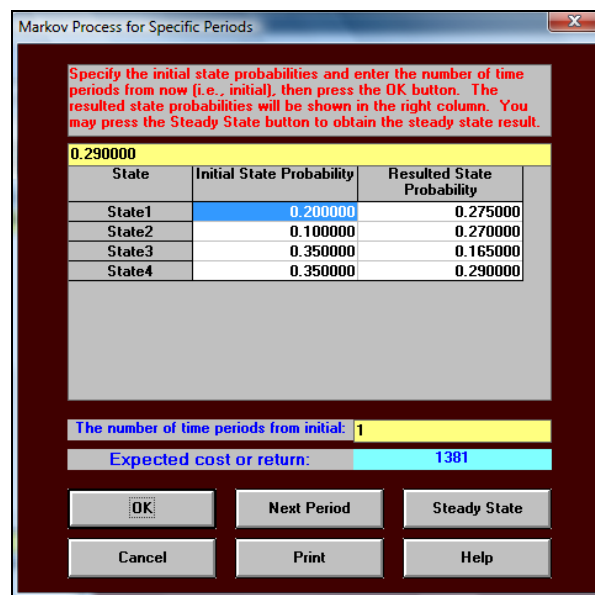 Markov Process for Specific Periods
Specify the initial state probabilities and enter the number of time
periods from now (i.e., initial), then press the OK button. The
resulted state probabilities will be shown in the right column. You
may press the Steady State button to obtain the steady state result.
0.290000
State Initial State Probability Resulted State
Probability
State1 0.200000 0.275000
State2 0.100000 0.270000
State3 0.350000 0.165000
State4 0.350000 0.290000
The number of time periods from initial: 1
Expected cost or return: 1381
OK Next Period Steady State
Cancel Print Help